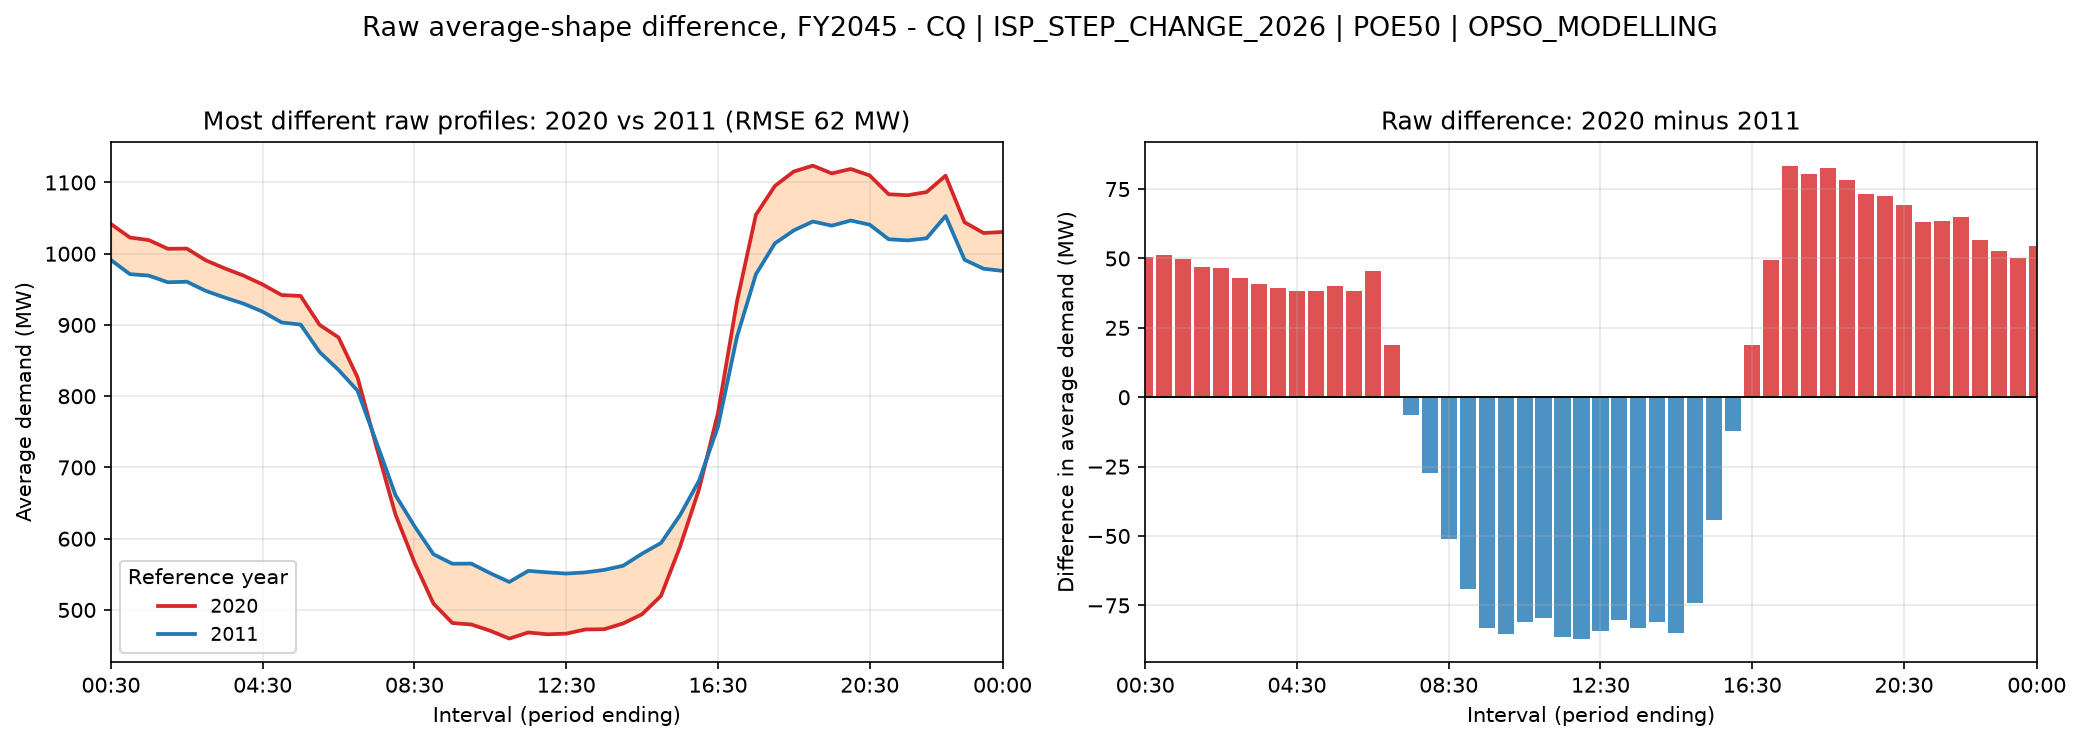 Raw average-shape difference, FY2045 - CQ | ISP_STEP_CHANGE_2026 | POE50 | OPSO_MODELLING
Most different raw profiles: 2020 vs 2011 (RMSE 62 MW)
Average demand (MW)
1100
1000
900
800
700
600
500
Reference year
2020
2011
00:30 04:30 08:30 12:30 16:30 20:30 00:00
Interval (period ending)
Raw difference: 2020 minus 2011
Difference in average demand (MW)
75
50
25
0
−25
−50
−75
00:30 04:30 08:30 12:30 16:30 20:30 00:00
Interval (period ending)